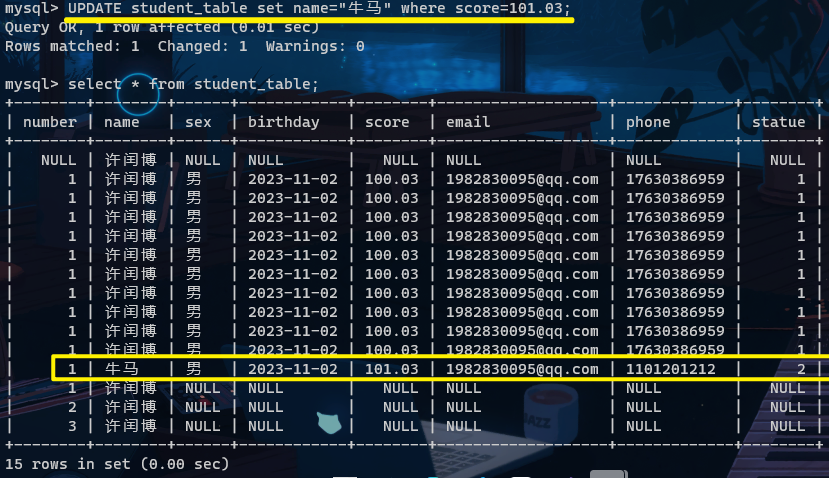 mysql> UPDATE student_table set name="牛马" where score=101.03;
Query OK, 1 row affected (0.01 sec)
Rows matched: 1  Changed: 1  Warnings: 0
mysql> select * from student_table;
+--------+--------+------+------------+--------+-------------------+-------------+--------+
| number | name | sex | birthday | score | email | phone | statue |
+--------+--------+------+------------+--------+-------------------+-------------+--------+
| NULL | 许闰博 | NULL | NULL | NULL | NULL | NULL | NULL |
| 1 | 许闰博 | 男 | 2023-11-02 | 100.03 | 1982830095@qq.com | 17630386959 | 1 |
| 1 | 许闰博 | 男 | 2023-11-02 | 100.03 | 1982830095@qq.com | 17630386959 | 1 |
| 1 | 许闰博 | 男 | 2023-11-02 | 100.03 | 1982830095@qq.com | 17630386959 | 1 |
| 1 | 许闰博 | 男 | 2023-11-02 | 100.03 | 1982830095@qq.com | 17630386959 | 1 |
| 1 | 许闰博 | 男 | 2023-11-02 | 100.03 | 1982830095@qq.com | 17630386959 | 1 |
| 1 | 许闰博 | 男 | 2023-11-02 | 100.03 | 1982830095@qq.com | 17630386959 | 1 |
| 1 | 许闰博 | 男 | 2023-11-02 | 100.03 | 1982830095@qq.com | 17630386959 | 1 |
| 1 | 许闰博 | 男 | 2023-11-02 | 100.03 | 1982830095@qq.com | 17630386959 | 1 |
| 1 | 许闰博 | 男 | 2023-11-02 | 100.03 | 1982830095@qq.com | 17630386959 | 1 |
| 1 | 许闰博 | 男 | 2023-11-02 | 100.03 | 1982830095@qq.com | 17630386959 | 1 |
| 1 | 牛马 | 男 | 2023-11-02 | 101.03 | 1982830095@qq.com | 1101201212 | 2 |
| 1 | 许闰博 | NULL | NULL | NULL | NULL | NULL | NULL |
| 2 | 许闰博 | NULL | NULL | NULL | NULL | NULL | NULL |
| 3 | 许闰博 | NULL | NULL | NULL | NULL | NULL | NULL |
+--------+--------+------+------------+--------+-------------------+-------------+--------+
15 rows in set (0.00 sec)
JAZZ